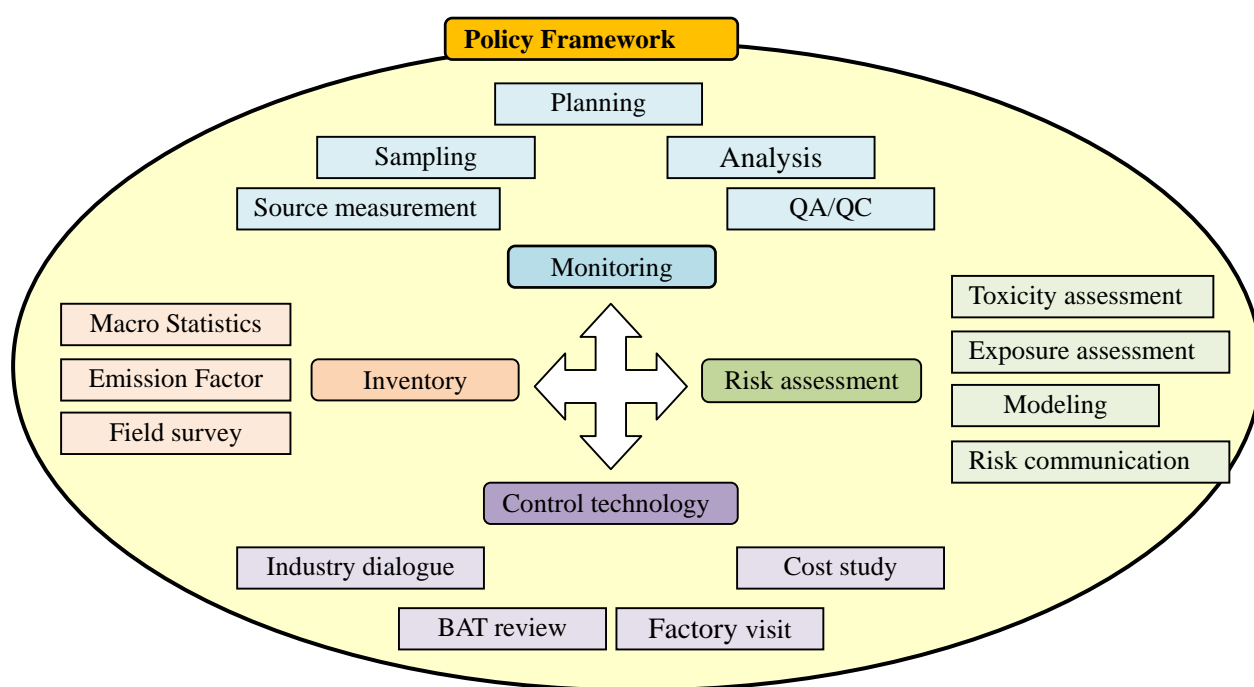 Policy Framework
Planning
Sampling
Analysis
Source measurement
QA/QC
Monitoring
Macro Statistics
Emission Factor
Field survey
Inventory
Risk assessment
Toxicity assessment
Exposure assessment
Modeling
Risk communication
Control technology
Industry dialogue
Cost study
BAT review
Factory visit